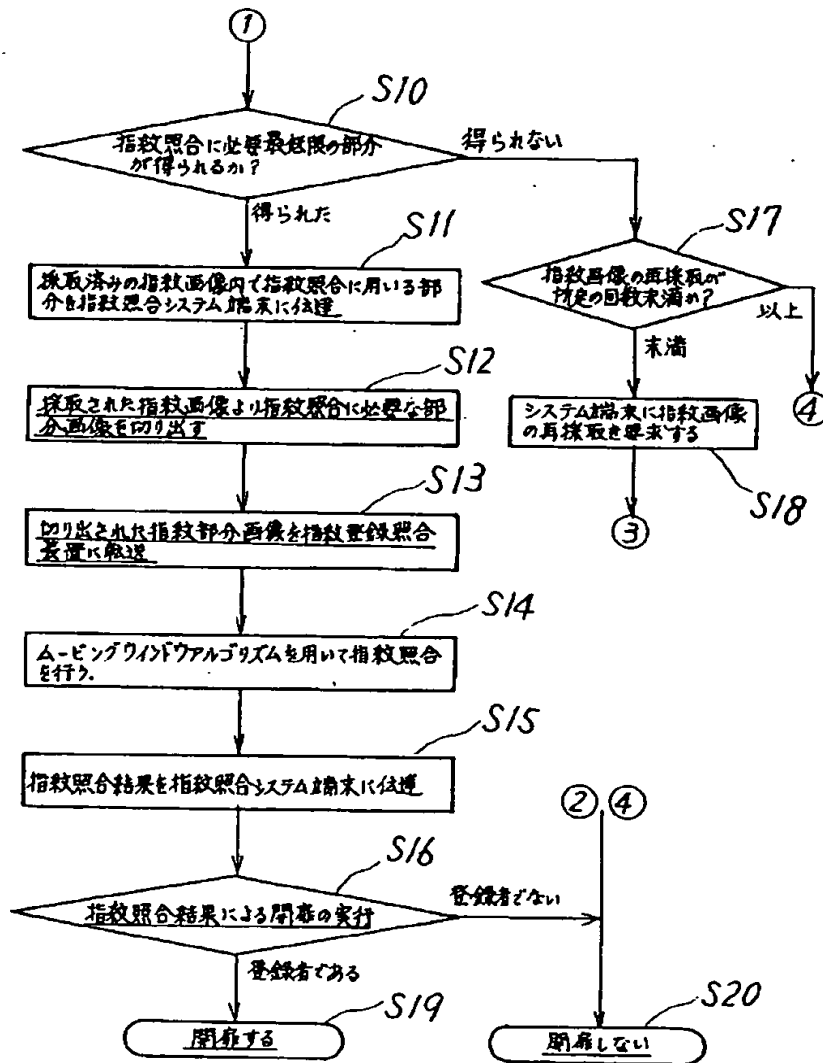 ①
S10
指紋照合に必要最低限の部分
が得られるか?
得られない
得られた
S11
採取済みの指紋画像内で指紋照合に用いる部
分を指紋照合システム端末に伝達
S17
指紋画像の再採取が
所定の回数未満か?
以上
未満
④
S12
採取された指紋画像より指紋照合に必要な部
分画像を切り出す
システム端末に指紋画像
の再採取を要求する
S18
③
S13
切り出された指紋部分画像を指紋登録照合
装置に転送
S14
ムービングウインドウアルゴリズムを用いて指紋照合
を行う.
S15
指紋照合結果を指紋照合システム端末に伝達
② ④
S16
指紋照合結果による開扉の実行
登録者でない
登録者である
S19
開扉する
S20
開扉しない